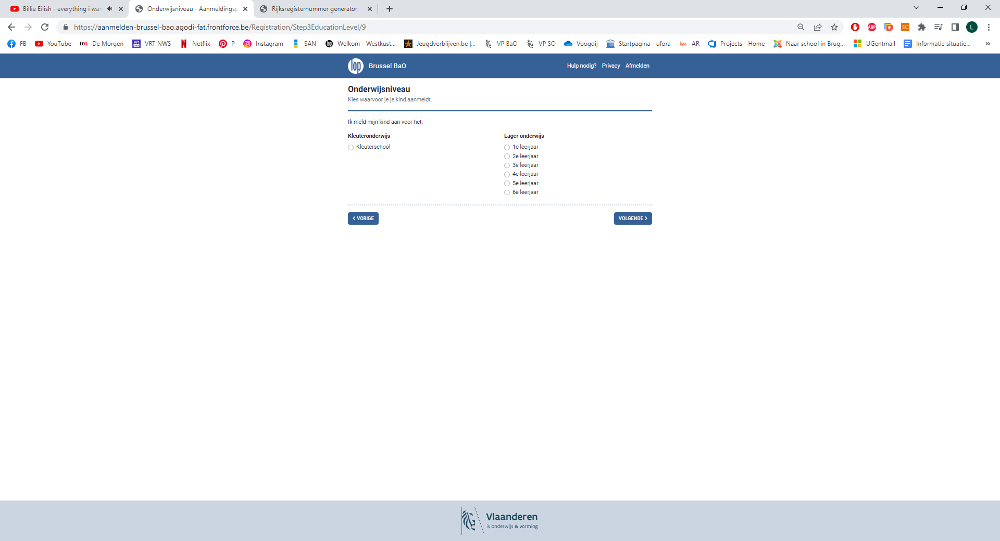 Billie Eilish - everything i wan
Onderwijsniveau - Aanmeldingsp
Rijksregisternummer generator
https://aanmelden-brussel-bao.agodi-fat.frontforce.be/Registration/Step3EducationLevel/9
ABP
SC
L
FB
YouTube
DM.
De Morgen
VRT NWS
Netflix
P
Instagram
SAN
lop
Welkom - Westkust...
Jeugdverblijven.be |...
VP BaO
VP SO
Voogdij
Startpagina - ufora
AR
Projects - Home
Naar school in Brug...
UGentmail
Informatie situatie...
»
lop
Brussel BaO
Hulp nodig?
Privacy
Afmelden
Onderwijsniveau
Kies waarvoor je je kind aanmeldt.
Ik meld mijn kind aan voor het:
Kleuteronderwijs
Kleuterschool
Lager onderwijs
1e leerjaar
2e leerjaar
3e leerjaar
4e leerjaar
5e leerjaar
6e leerjaar
VORIGE
VOLGENDE
Vlaanderen
is onderwijs & vorming